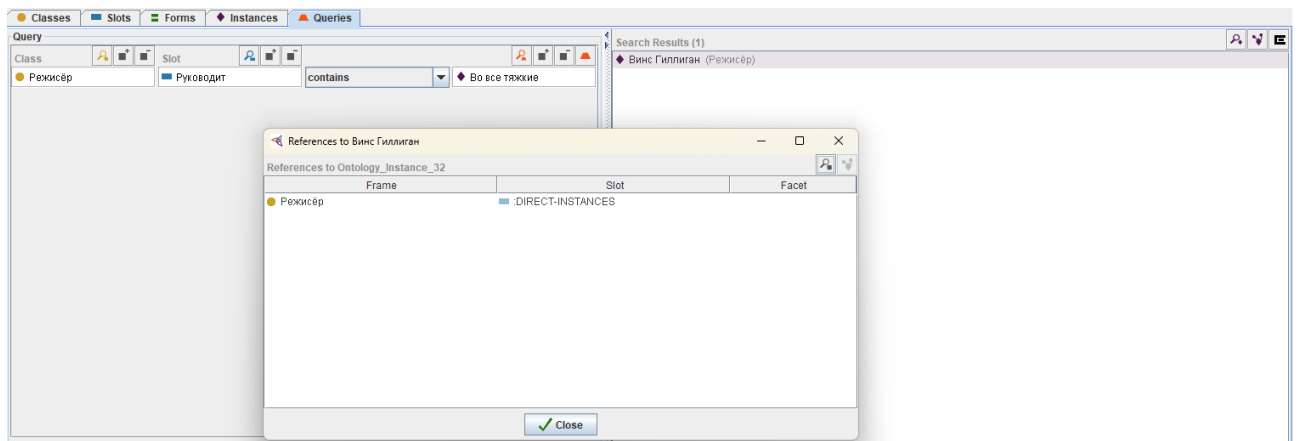 Classes Slots Forms Instances Queries
Query
Search Results (1)
Class Slot
Винс Гиллиган (Режисёр)
Режисёр Руководит contains Во все тяжкие
References to Винс Гиллиган
References to Ontology_Instance_32
Frame Slot Facet
Режисёр :DIRECT-INSTANCES
Close